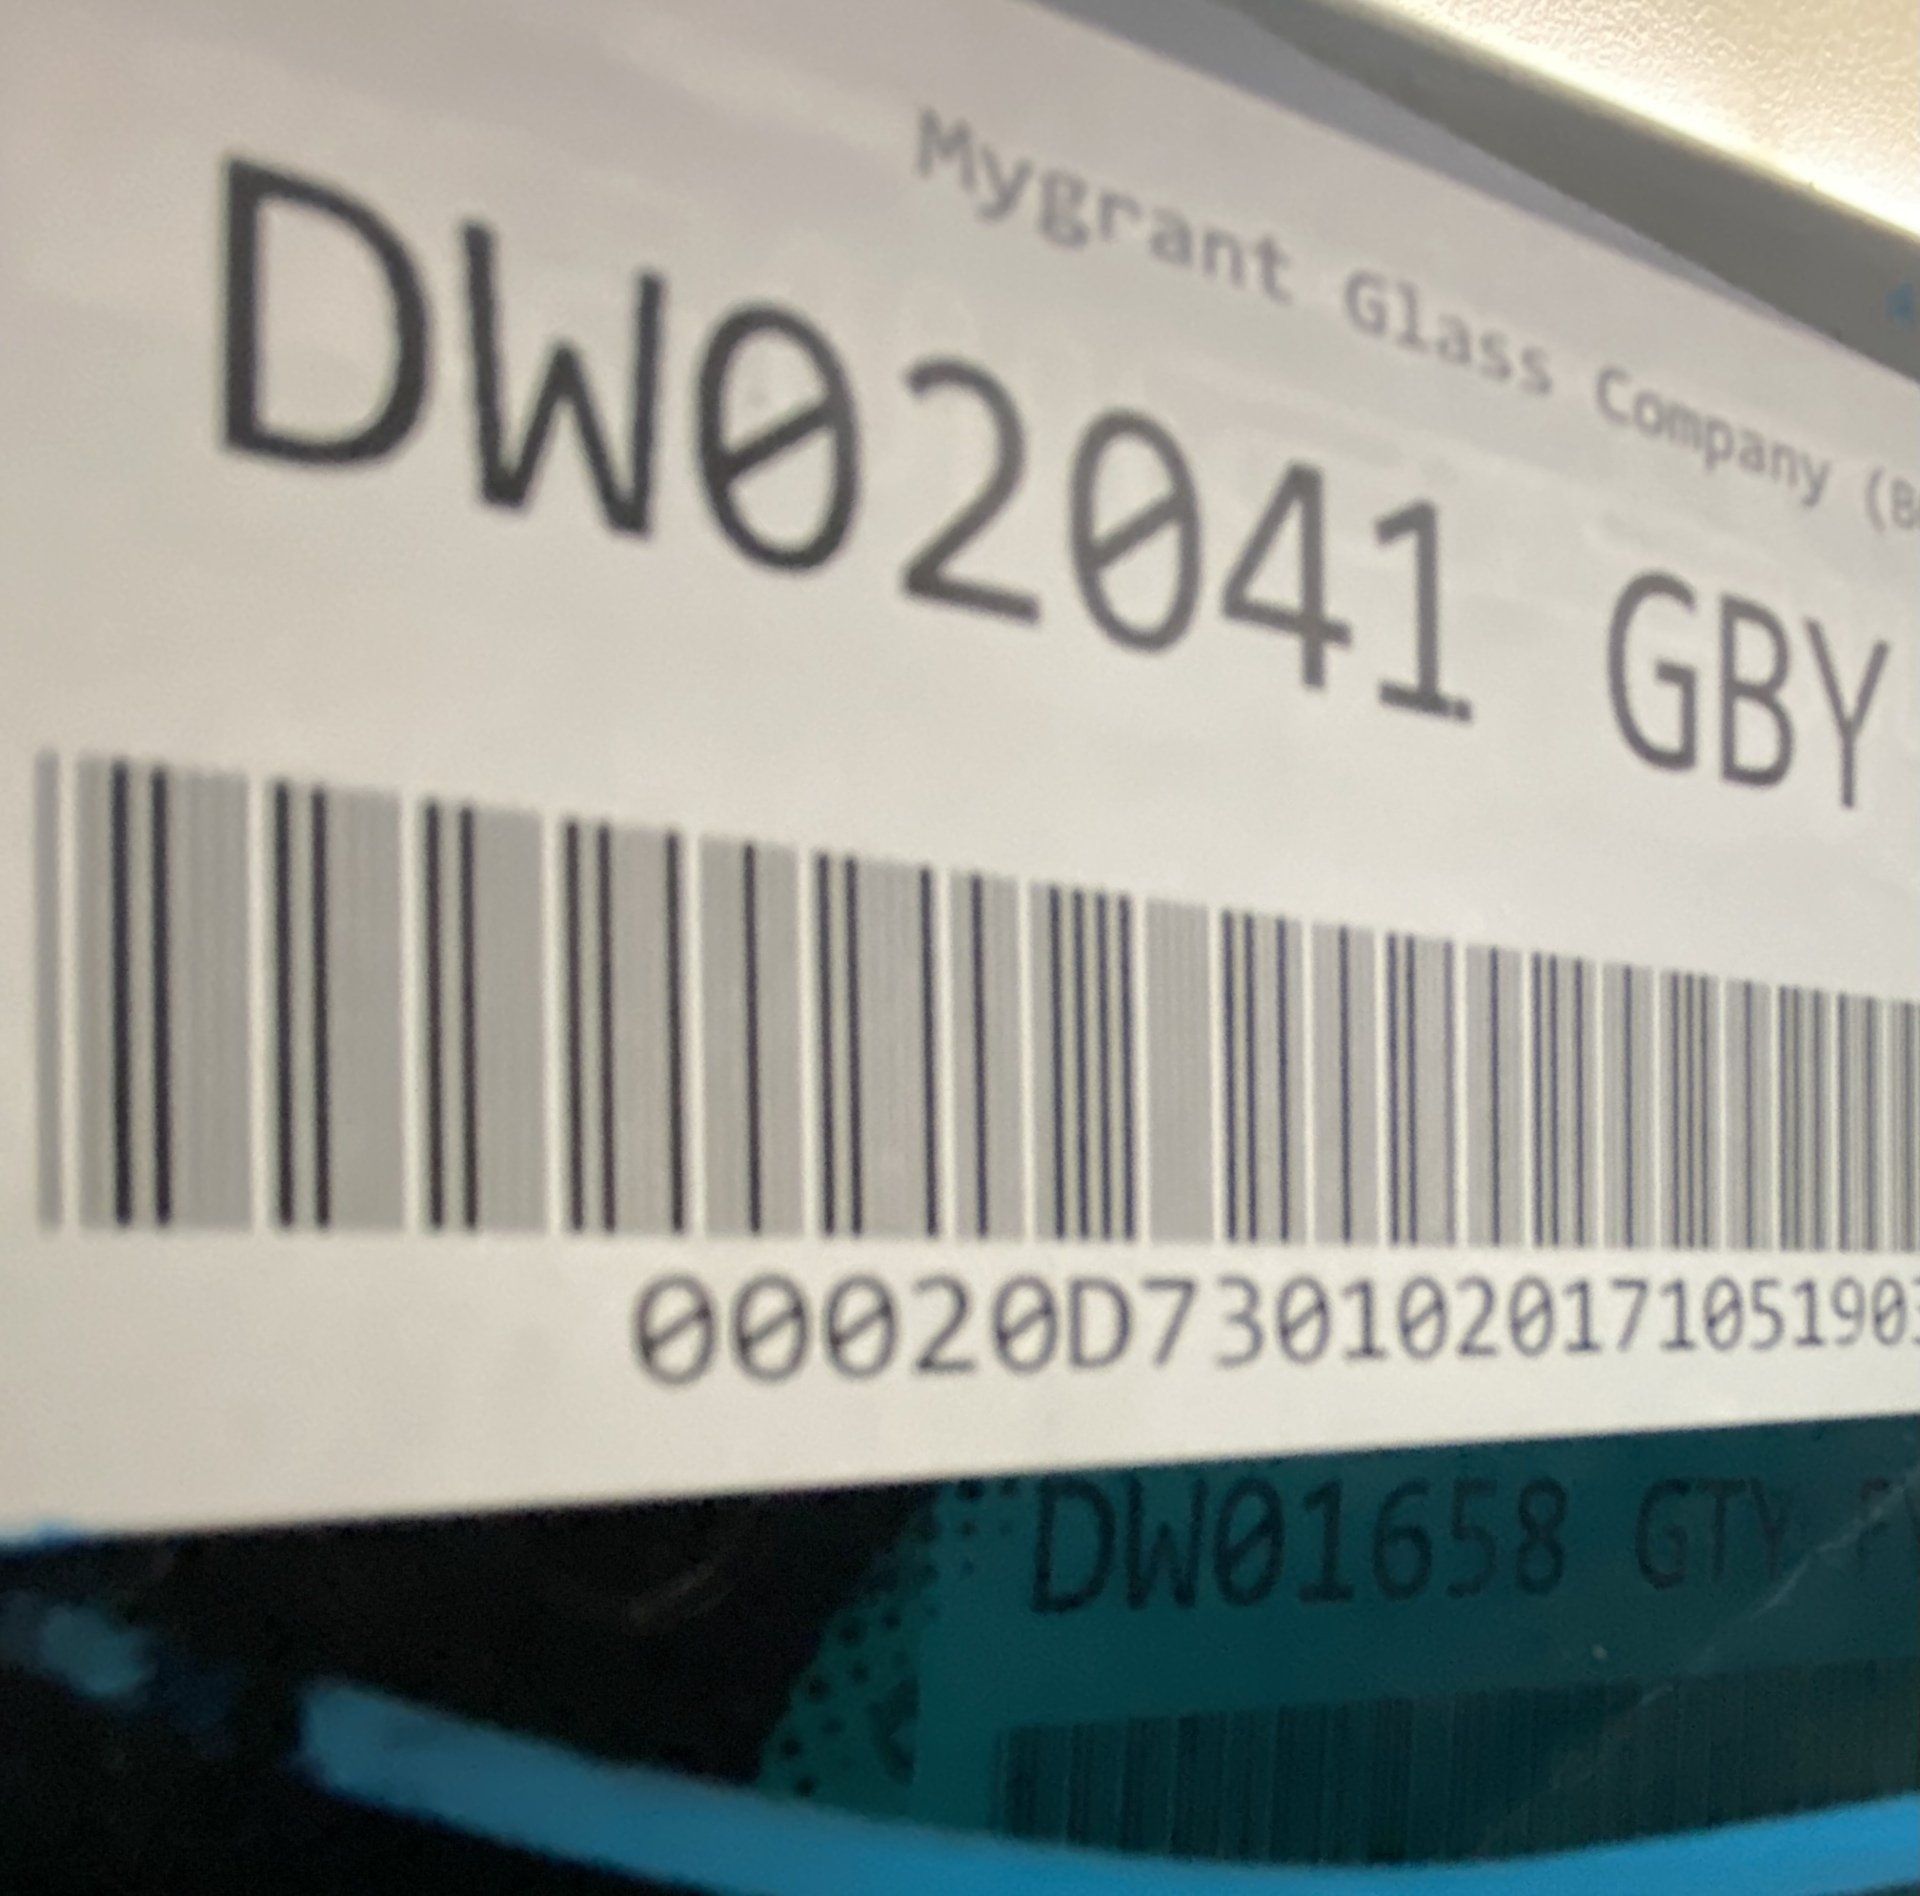 Mygrant Glass Company (B
DW02041 GBY
00020D730102017105190
DW01658 GTY